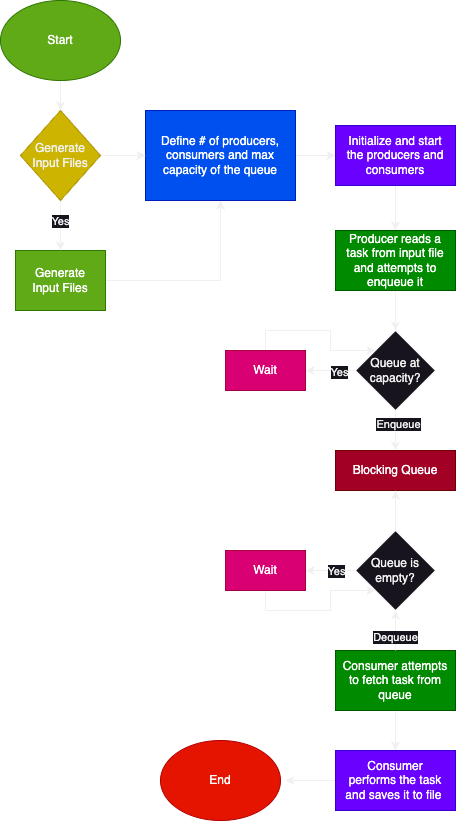 Start
Generate
Input Files
Define # of producers,
consumers and max
capacity of the queue
Initialize and start
the producers and
consumers
Yes
Generate
Input Files
Producer reads a
task from input file
and attempts to
enqueue it
Queue at
capacity?
Yes
Wait
Enqueue
Blocking Queue
Queue is
empty?
Yes
Wait
Dequeue
Consumer attempts
to fetch task from
queue
Consumer
performs the task
and saves it to file
End